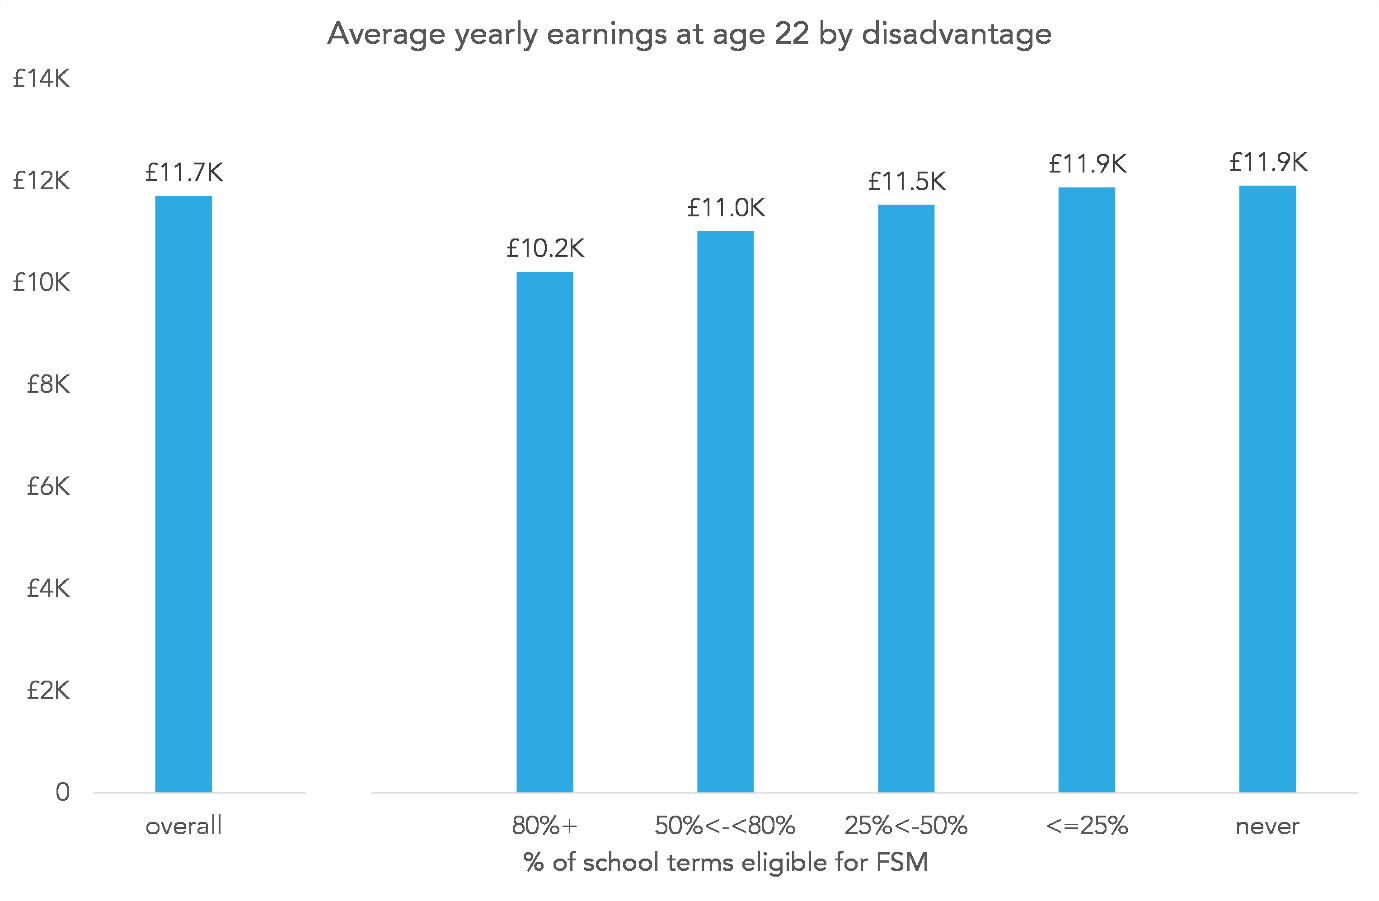 Average yearly earnings at age 22 by disadvantage
£14K
£12K
£10K
£8K
£6K
£4K
£2K
0
£11.7K
£10.2K
£11.0K
£11.5K
£11.9K
£11.9K
overall
80%+
50%<-<80%
25%<-50%
<=25%
never
% of school terms eligible for FSM